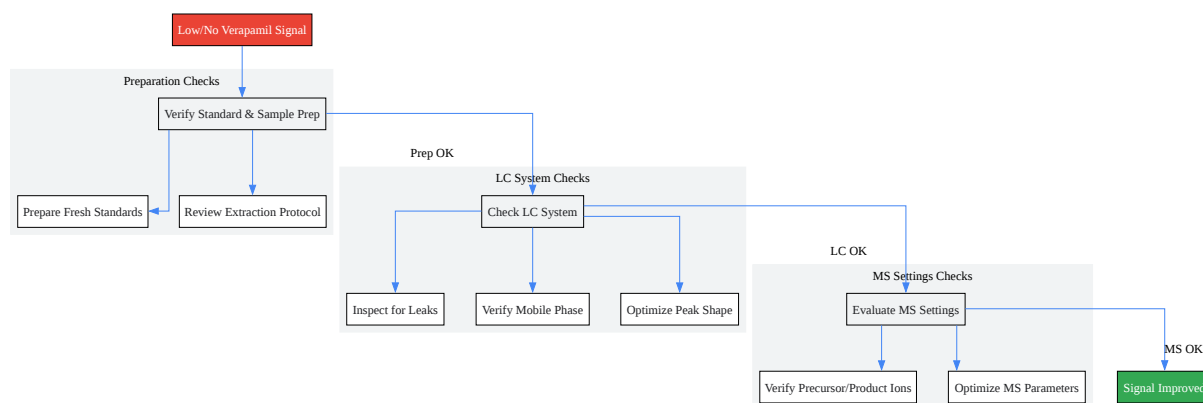 Low/No Verapamil Signal
Preparation Checks
Verify Standard & Sample Prep
Prep OK
LC System Checks
Prepare Fresh Standards
Review Extraction Protocol
Check LC System
LC OK
MS Settings Checks
Inspect for Leaks
Verify Mobile Phase
Optimize Peak Shape
Evaluate MS Settings
MS OK
Verify Precursor/Product Ions
Optimize MS Parameters
Signal Improved